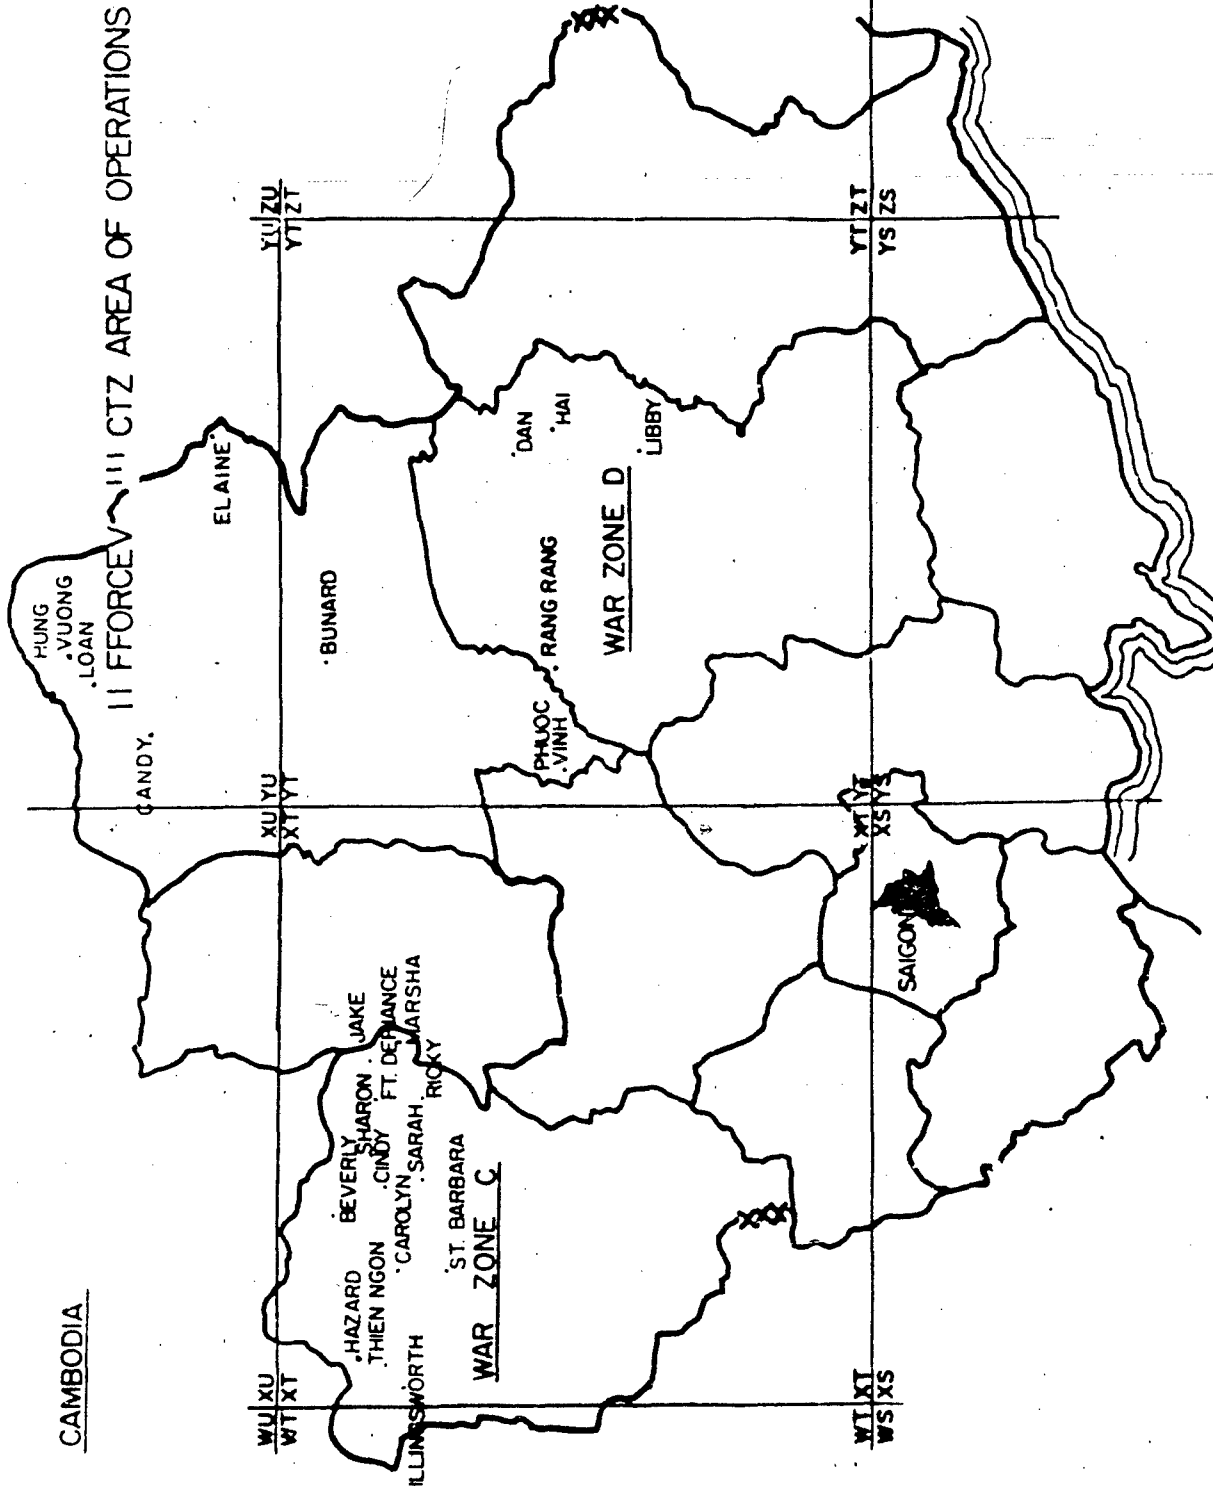 CAMBODIA
II FFORCEV III CTZ AREA OF OPERATIONS
HUNG
VUONG
LOAN
CANDY
ELAINE
WU XU
WT XT
XU YU
XT YT
YU ZU
YT ZT
BUNARD
HAZARD
THIEN NGON
ILLINGSWORTH
BEVERLY
SHARON
CINDY
CAROLYN
SARAH
JAKE
FT. DEFIANCE
MARSHA
RICKY
ST. BARBARA
WAR ZONE C
PHUOC
VINH
RANG RANG
DAN
HAI
LIBBY
WAR ZONE D
XXX
XXX
WT XT
WS XS
XT YT
XS YS
YT ZT
YS ZS
SAIGON